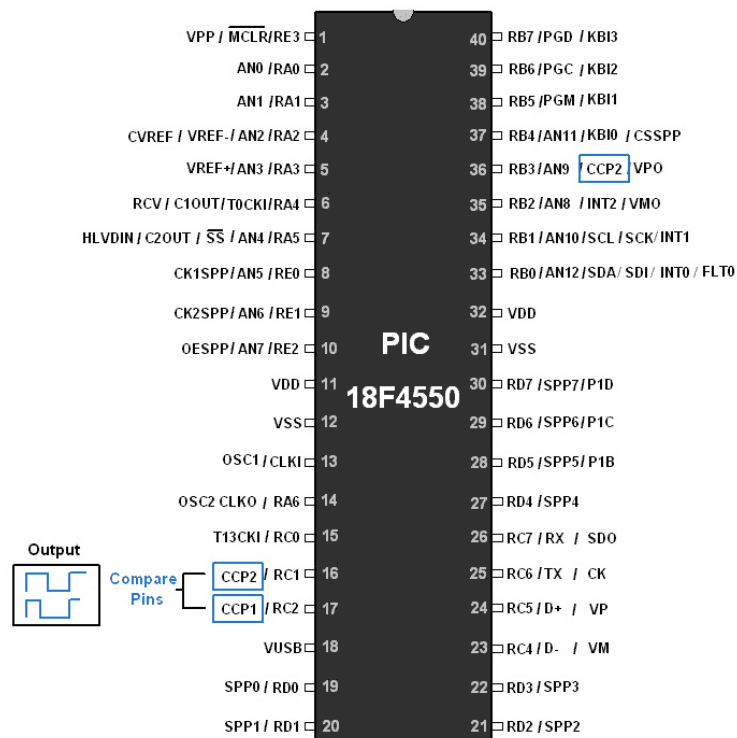 VPP / MCLR/RE3 1
AN0 /RA0 2
AN1 /RA1 3
CVREF / VREF-/ AN2 /RA2 4
VREF+/AN3 /RA3 5
RCV / C1OUT/T0CKI/RA4 6
HLVDIN / C2OUT / SS / AN4 /RA5 7
CK1SPP/AN5 /RE0 8
CK2SPP/ AN6 /RE1 9
OESPP/ AN7 /RE2 10
VDD 11
VSS 12
OSC1 /CLKI 13
OSC2 CLKO / RA6 14
T13CKI / RC0 15
CCP2 / RC1 16
CCP1 / RC2 17
VUSB 18
SPP0 / RD0 19
SPP1 / RD1 20
Output
Compare
Pins
PIC
18F4550
40 RB7 /PGD / KBI3
39 RB6 /PGC / KBI2
38 RB5 /PGM / KBI1
37 RB4 /AN11 /KBI0 / CSSPP
36 RB3 /AN9 / CCP2 / VPO
35 RB2 / AN8 / INT2 / VMO
34 RB1 /AN10 /SCL / SCK/ INT1
33 RB0 /AN12 /SDA/ SDI/ INT0 / FLT0
32 VDD
31 VSS
30 RD7 /SPP7 /P1D
29 RD6 /SPP6 /P1C
28 RD5 /SPP5 / P1B
27 RD4 /SPP4
26 RC7 / RX / SDO
25 RC6 /TX / CK
24 RC5 / D+ / VP
23 RC4 / D- / VM
22 RD3 /SPP3
21 RD2 / SPP2